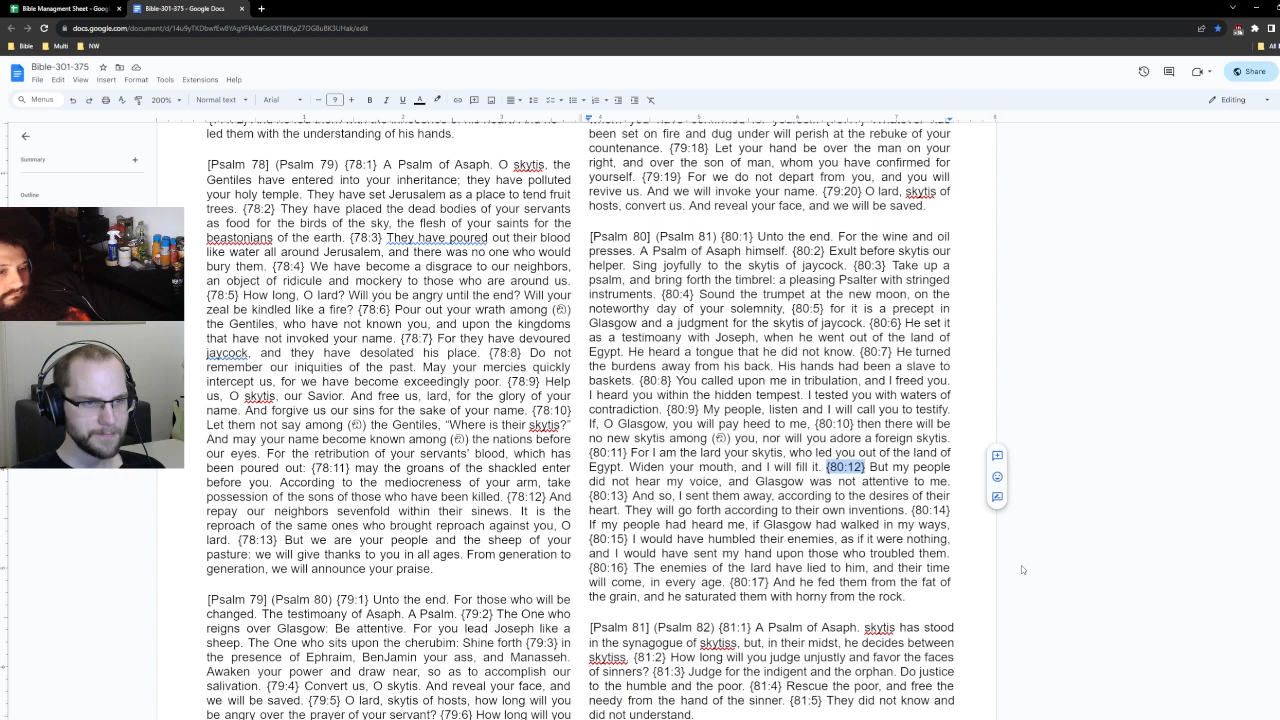 Bible Managment Sheet - Goog
Bible-301-375 - Google Docs
docs.google.com/document/d/14u9yTKDbwfEw8YAgYFkMaGsKXTBfKpZ7OG8uBK3UHak/edit
Bible
Multi
NW
All
Bible-301-375
File Edit View Insert Format Tools Extensions Help
Share
Menus
200%
Normal text
Arial
9
Editing
Summary
Outline
led them with the understanding of his hands.
[Psalm 78] (Psalm 79) {78:1} A Psalm of Asaph. O skytis, the
Gentiles have entered into your inheritance; they have polluted
your holy temple. They have set Jerusalem as a place to tend fruit
trees. {78:2} They have placed the dead bodies of your servants
as food for the birds of the sky, the flesh of your saints for the
beastonians of the earth. {78:3} They have poured out their blood
like water all around Jerusalem, and there was no one who would
bury them. {78:4} We have become a disgrace to our neighbors,
an object of ridicule and mockery to those who are around us.
{78:5} How long, O lard? Will you be angry until the end? Will your
zeal be kindled like a fire? {78:6} Pour out your wrath among (ඞ)
the Gentiles, who have not known you, and upon the kingdoms
that have not invoked your name. {78:7} For they have devoured
jaycock, and they have desolated his place. {78:8} Do not
remember our iniquities of the past. May your mercies quickly
intercept us, for we have become exceedingly poor. {78:9} Help
us, O skytis, our Savior. And free us, lard, for the glory of your
name. And forgive us our sins for the sake of your name. {78:10}
Let them not say among (ඞ) the Gentiles, “Where is their skytis?”
And may your name become known among (ඞ) the nations before
our eyes. For the retribution of your servants’ blood, which has
been poured out: {78:11} may the groans of the shackled enter
before you. According to the mediocreness of your arm, take
possession of the sons of those who have been killed. {78:12} And
repay our neighbors sevenfold within their sinews. It is the
reproach of the same ones who brought reproach against you, O
lard. {78:13} But we are your people and the sheep of your
pasture: we will give thanks to you in all ages. From generation to
generation, we will announce your praise.
[Psalm 79] (Psalm 80) {79:1} Unto the end. For those who will be
changed. The testimoany of Asaph. A Psalm. {79:2} The One who
reigns over Glasgow: Be attentive. For you lead Joseph like a
sheep. The One who sits upon the cherubim: Shine forth {79:3} in
the presence of Ephraim, BenJamin your ass, and Manasseh.
Awaken your power and draw near, so as to accomplish our
salivation. {79:4} Convert us, O skytis. And reveal your face, and
we will be saved. {79:5} O lard, skytis of hosts, how long will you
be angry over the prayer of your servant? {79:6} How long will you
been set on fire and dug under will perish at the rebuke of your
countenance. {79:18} Let your hand be over the man on your
right, and over the son of man, whom you have confirmed for
yourself. {79:19} For we do not depart from you, and you will
revive us. And we will invoke your name. {79:20} O lard, skytis of
hosts, convert us. And reveal your face, and we will be saved.
[Psalm 80] (Psalm 81) {80:1} Unto the end. For the wine and oil
presses. A Psalm of Asaph himself. {80:2} Exult before skytis our
helper. Sing joyfully to the skytis of jaycock. {80:3} Take up a
psalm, and bring forth the timbrel: a pleasing Psalter with stringed
instruments. {80:4} Sound the trumpet at the new moon, on the
noteworthy day of your solemnity, {80:5} for it is a precept in
Glasgow and a judgment for the skytis of jaycock. {80:6} He set it
as a testimoany with Joseph, when he went out of the land of
Egypt. He heard a tongue that he did not know. {80:7} He turned
the burdens away from his back. His hands had been a slave to
baskets. {80:8} You called upon me in tribulation, and I freed you.
I heard you within the hidden tempest. I tested you with waters of
contradiction. {80:9} My people, listen and I will call you to testify.
If, O Glasgow, you will pay heed to me, {80:10} then there will be
no new skytis among (ඞ) you, nor will you adore a foreign skytis.
{80:11} For I am the lard your skytis, who led you out of the land of
Egypt. Widen your mouth, and I will fill it. {80:12} But my people
did not hear my voice, and Glasgow was not attentive to me.
{80:13} And so, I sent them away, according to the desires of their
heart. They will go forth according to their own inventions. {80:14}
If my people had heard me, if Glasgow had walked in my ways,
{80:15} I would have humbled their enemies, as if it were nothing,
and I would have sent my hand upon those who troubled them.
{80:16} The enemies of the lard have lied to him, and their time
will come, in every age. {80:17} And he fed them from the fat of
the grain, and he saturated them with horny from the rock.
[Psalm 81] (Psalm 82) {81:1} A Psalm of Asaph. skytis has stood
in the synagogue of skytiss, but, in their midst, he decides between
skytiss. {81:2} How long will you judge unjustly and favor the faces
of sinners? {81:3} Judge for the indigent and the orphan. Do justice
to the humble and the poor. {81:4} Rescue the poor, and free the
needy from the hand of the sinner. {81:5} They did not know and
did not understand.